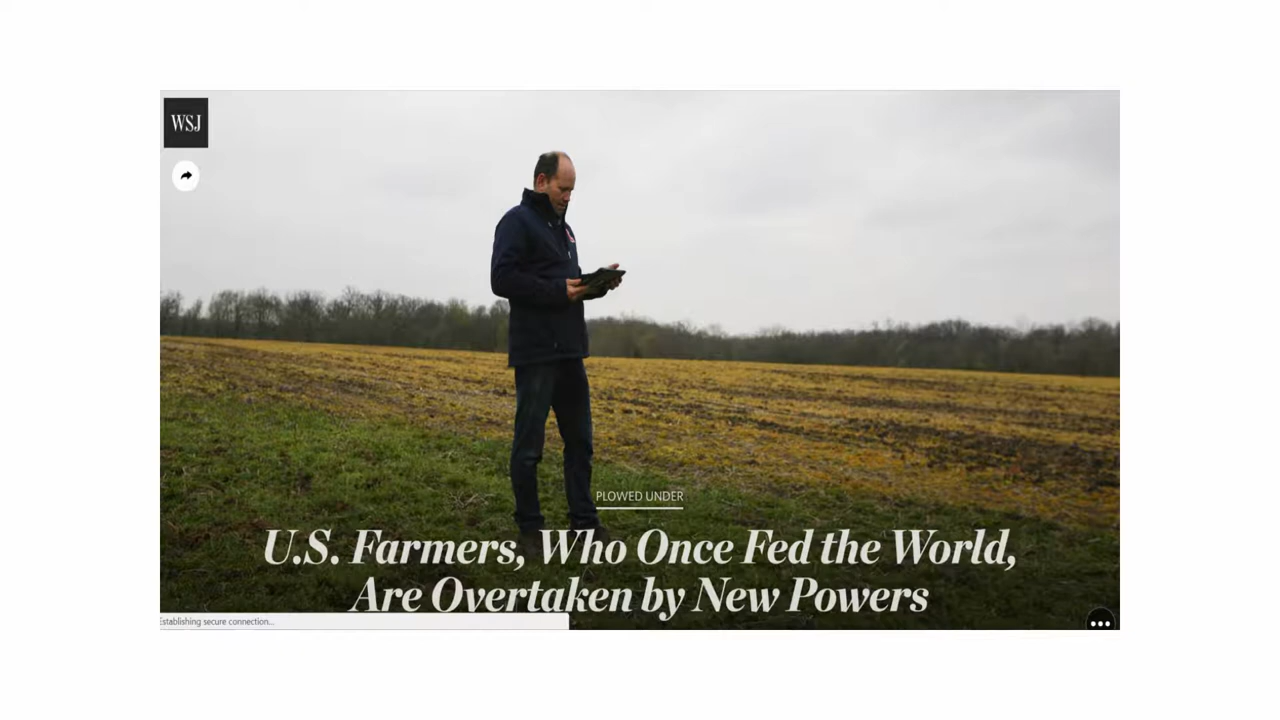 WSJ
PLOWED UNDER
U.S. Farmers, Who Once Fed the World,
Are Overtaken by New Powers
Establishing secure connection...